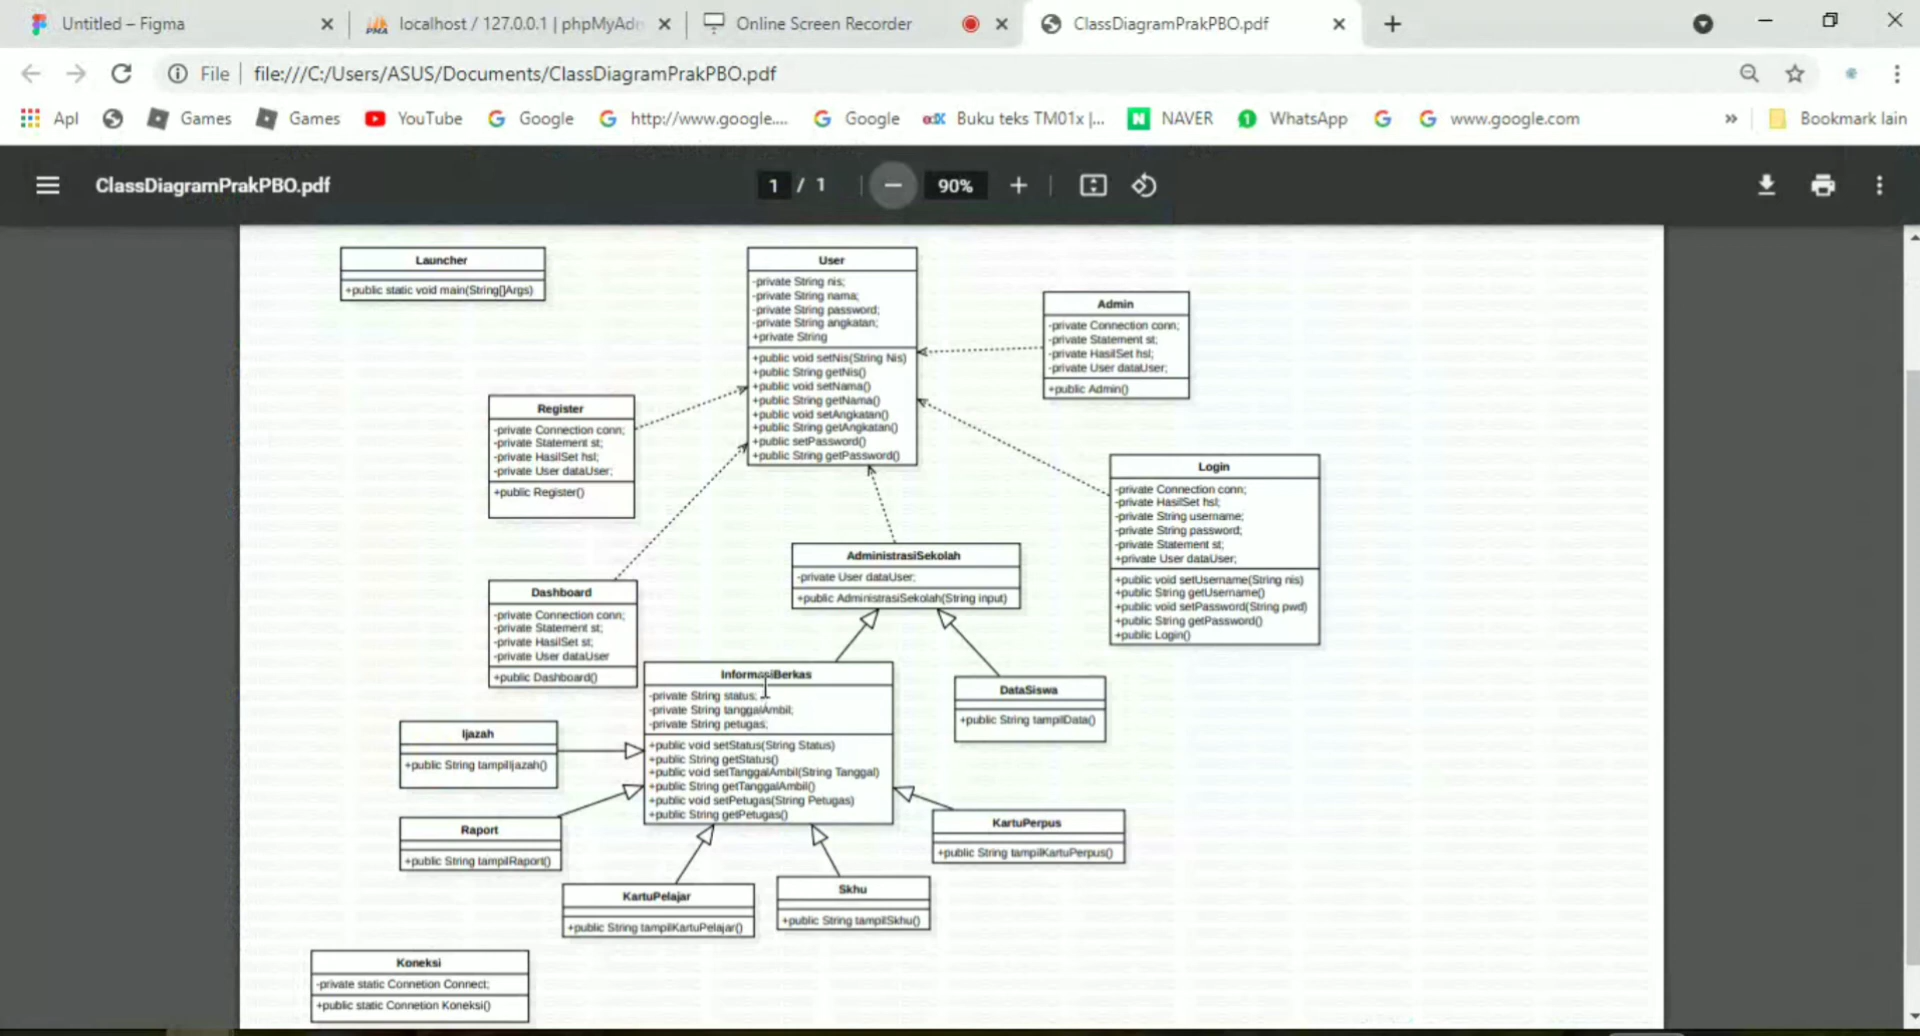 Untitled – Figma
localhost / 127.0.0.1 | phpMyAdm
Online Screen Recorder
ClassDiagramPrakPBO.pdf
File
file:///C:/Users/ASUS/Documents/ClassDiagramPrakPBO.pdf
Apl
Games
Games
YouTube
Google
http://www.google....
Google
Buku teks TM01x |...
NAVER
WhatsApp
www.google.com
»
Bookmark lain
ClassDiagramPrakPBO.pdf
1 / 1
90%
Launcher
+public static void main(String[]Args)
User
-private String nis;
-private String nama;
-private String password;
-private String angkatan;
+private String
+public void setNis(String Nis)
+public String getNis()
+public void setNama()
+public String getNama()
+public void setAngkatan()
+public String getAngkatan()
+public setPassword()
+public String getPassword()
Admin
-private Connection conn;
-private Statement st;
-private HasilSet hsl;
-private User dataUser;
+public Admin()
Register
-private Connection conn;
-private Statement st;
-private HasilSet hsl;
-private User dataUser;
+public Register()
Login
-private Connection conn;
-private HasilSet hsl;
-private String username;
-private String password;
-private Statement st;
+private User dataUser;
+public void setUsername(String nis)
+public String getUsername()
+public void setPassword(String pwd)
+public String getPassword()
+public Login()
AdministrasiSekolah
-private User dataUser;
+public AdministrasiSekolah(String input)
Dashboard
-private Connection conn;
-private Statement st;
-private HasilSet st;
-private User dataUser
+public Dashboard()
InformasiBerkas
-private String status;
-private String tanggalAmbil;
-private String petugas;
+public void setStatus(String Status)
+public String getStatus()
+public void setTanggalAmbil(String Tanggal)
+public String getTanggalAmbil()
+public void setPetugas(String Petugas)
+public String getPetugas()
DataSiswa
+public String tampilData()
Ijazah
+public String tampilIjazah()
Raport
+public String tampilRaport()
KartuPerpus
+public String tampilKartuPerpus()
KartuPelajar
+public String tampilKartuPelajar()
Skhu
+public String tampilSkhu()
Koneksi
-private static Connetion Connect;
+public static Connetion Koneksi()